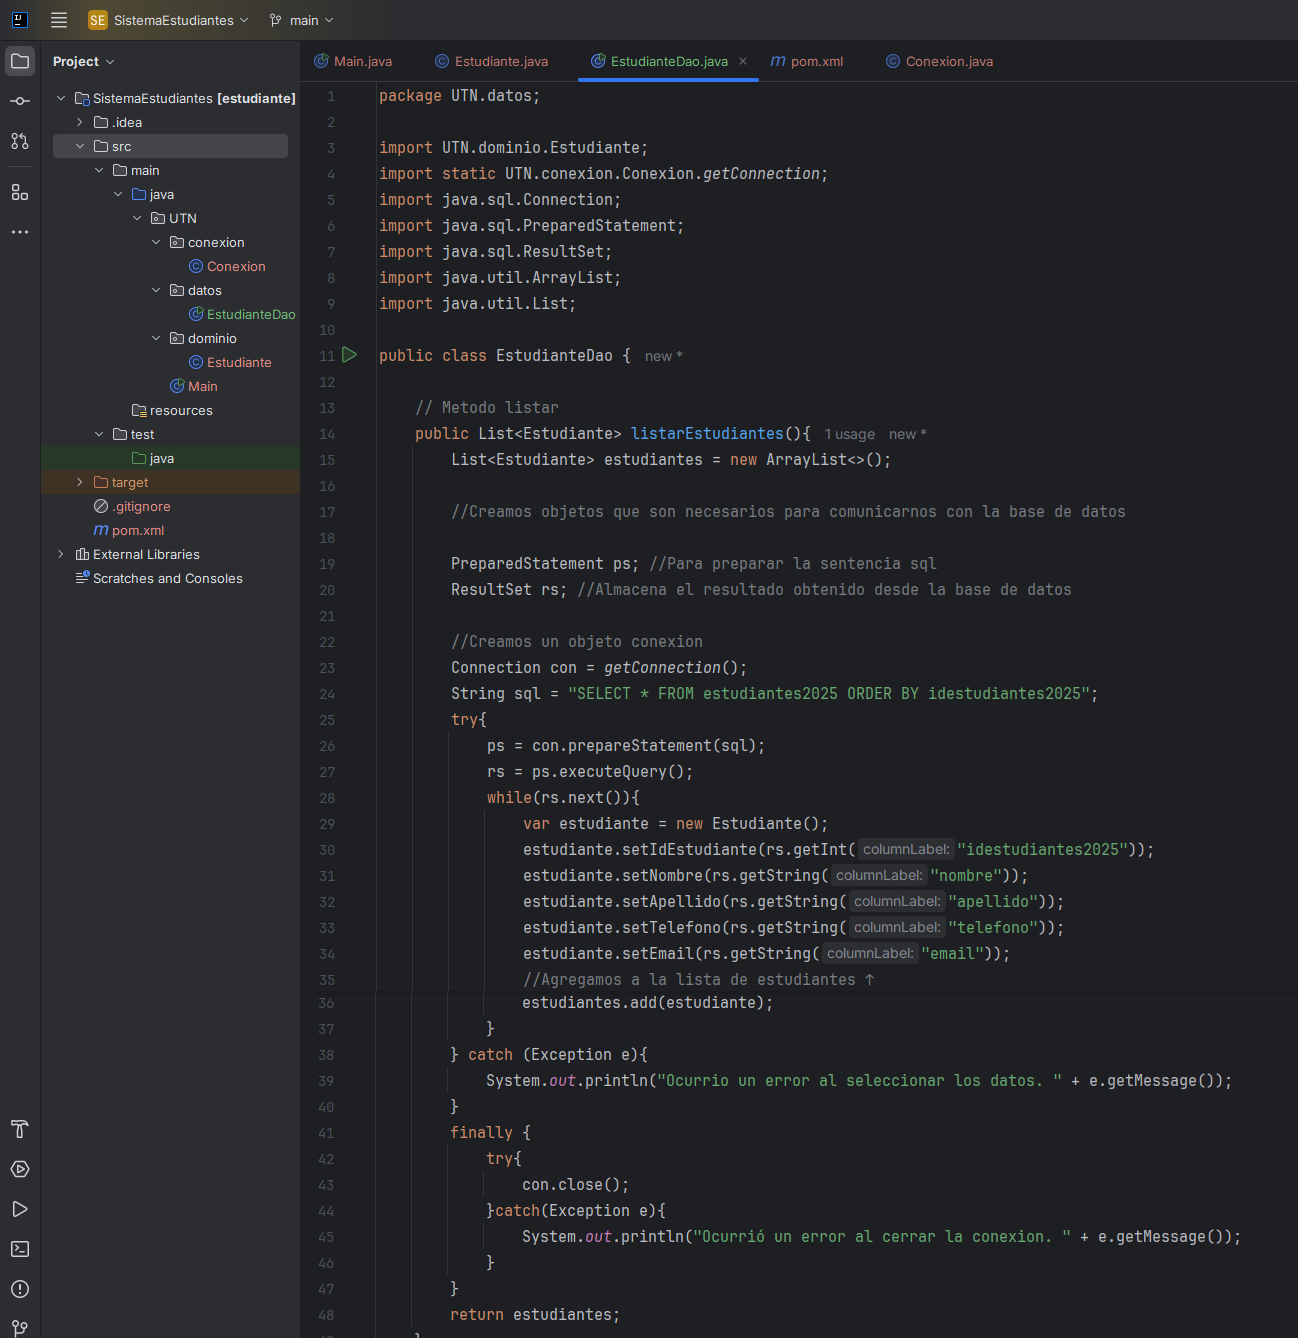 SE SistemaEstudiantes main
Project
SistemaEstudiantes [estudiante]
.idea
src
main
java
UTN
conexion
Conexion
datos
EstudianteDao
dominio
Estudiante
Main
resources
test
java
target
.gitignore
pom.xml
External Libraries
Scratches and Consoles
Main.java Estudiante.java EstudianteDao.java pom.xml Conexion.java
1 package UTN.datos;
2
3 import UTN.dominio.Estudiante;
4 import static UTN.conexion.Conexion.getConnection;
5 import java.sql.Connection;
6 import java.sql.PreparedStatement;
7 import java.sql.ResultSet;
8 import java.util.ArrayList;
9 import java.util.List;
10
11 public class EstudianteDao { new *
12
13 // Metodo listar
14 public List<Estudiante> listarEstudiantes(){ 1 usage new *
15 List<Estudiante> estudiantes = new ArrayList<>();
16
17 //Creamos objetos que son necesarios para comunicarnos con la base de datos
18
19 PreparedStatement ps; //Para preparar la sentencia sql
20 ResultSet rs; //Almacena el resultado obtenido desde la base de datos
21
22 //Creamos un objeto conexion
23 Connection con = getConnection();
24 String sql = "SELECT * FROM estudiantes2025 ORDER BY idestudiantes2025";
25 try{
26 ps = con.prepareStatement(sql);
27 rs = ps.executeQuery();
28 while(rs.next()){
29 var estudiante = new Estudiante();
30 estudiante.setIdEstudiante(rs.getInt( columnLabel: "idestudiantes2025"));
31 estudiante.setNombre(rs.getString( columnLabel: "nombre"));
32 estudiante.setApellido(rs.getString( columnLabel: "apellido"));
33 estudiante.setTelefono(rs.getString( columnLabel: "telefono"));
34 estudiante.setEmail(rs.getString( columnLabel: "email"));
35 //Agregamos a la lista de estudiantes ↑
36 estudiantes.add(estudiante);
37 }
38 } catch (Exception e){
39 System.out.println("Ocurrio un error al seleccionar los datos. " + e.getMessage());
40 }
41 finally {
42 try{
43 con.close();
44 }catch(Exception e){
45 System.out.println("Ocurrió un error al cerrar la conexion. " + e.getMessage());
46 }
47 }
48 return estudiantes;